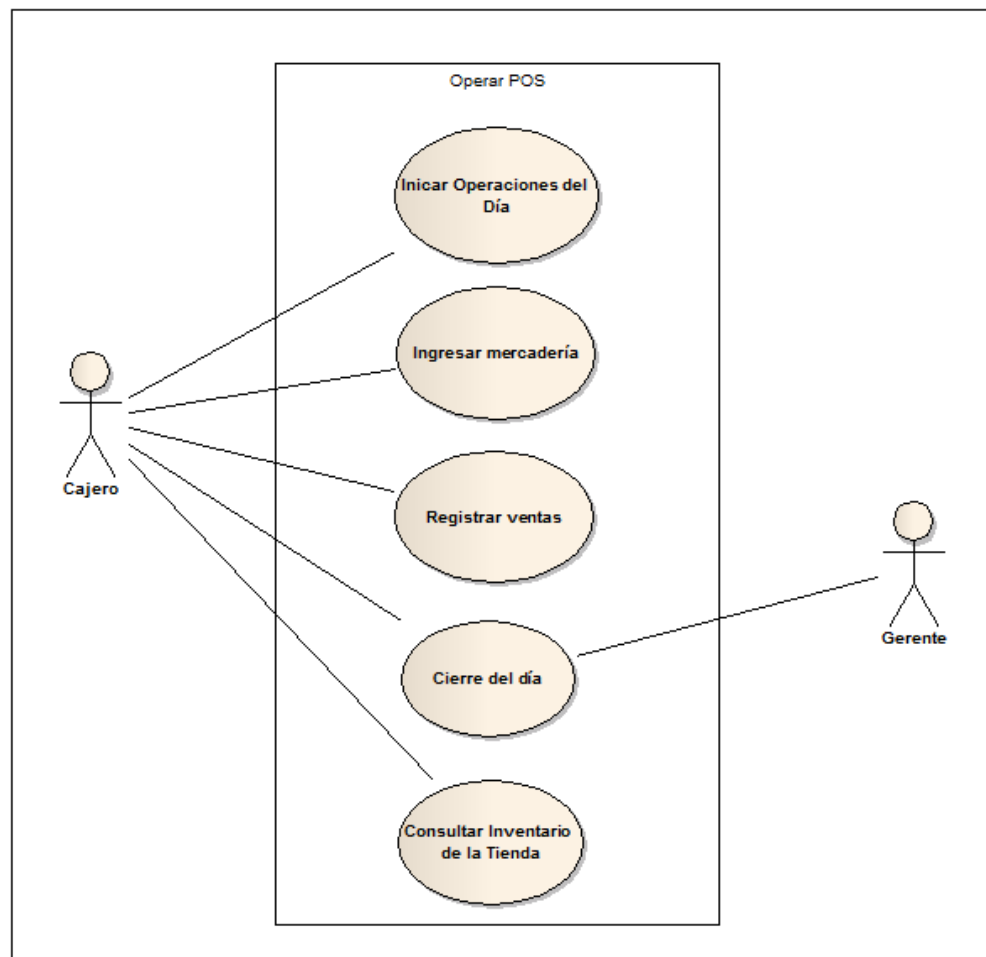 Operar POS
Inicar Operaciones del
Día
Ingresar mercadería
Cajero
Registrar ventas
Gerente
Cierre del día
Consultar Inventario
de la Tienda